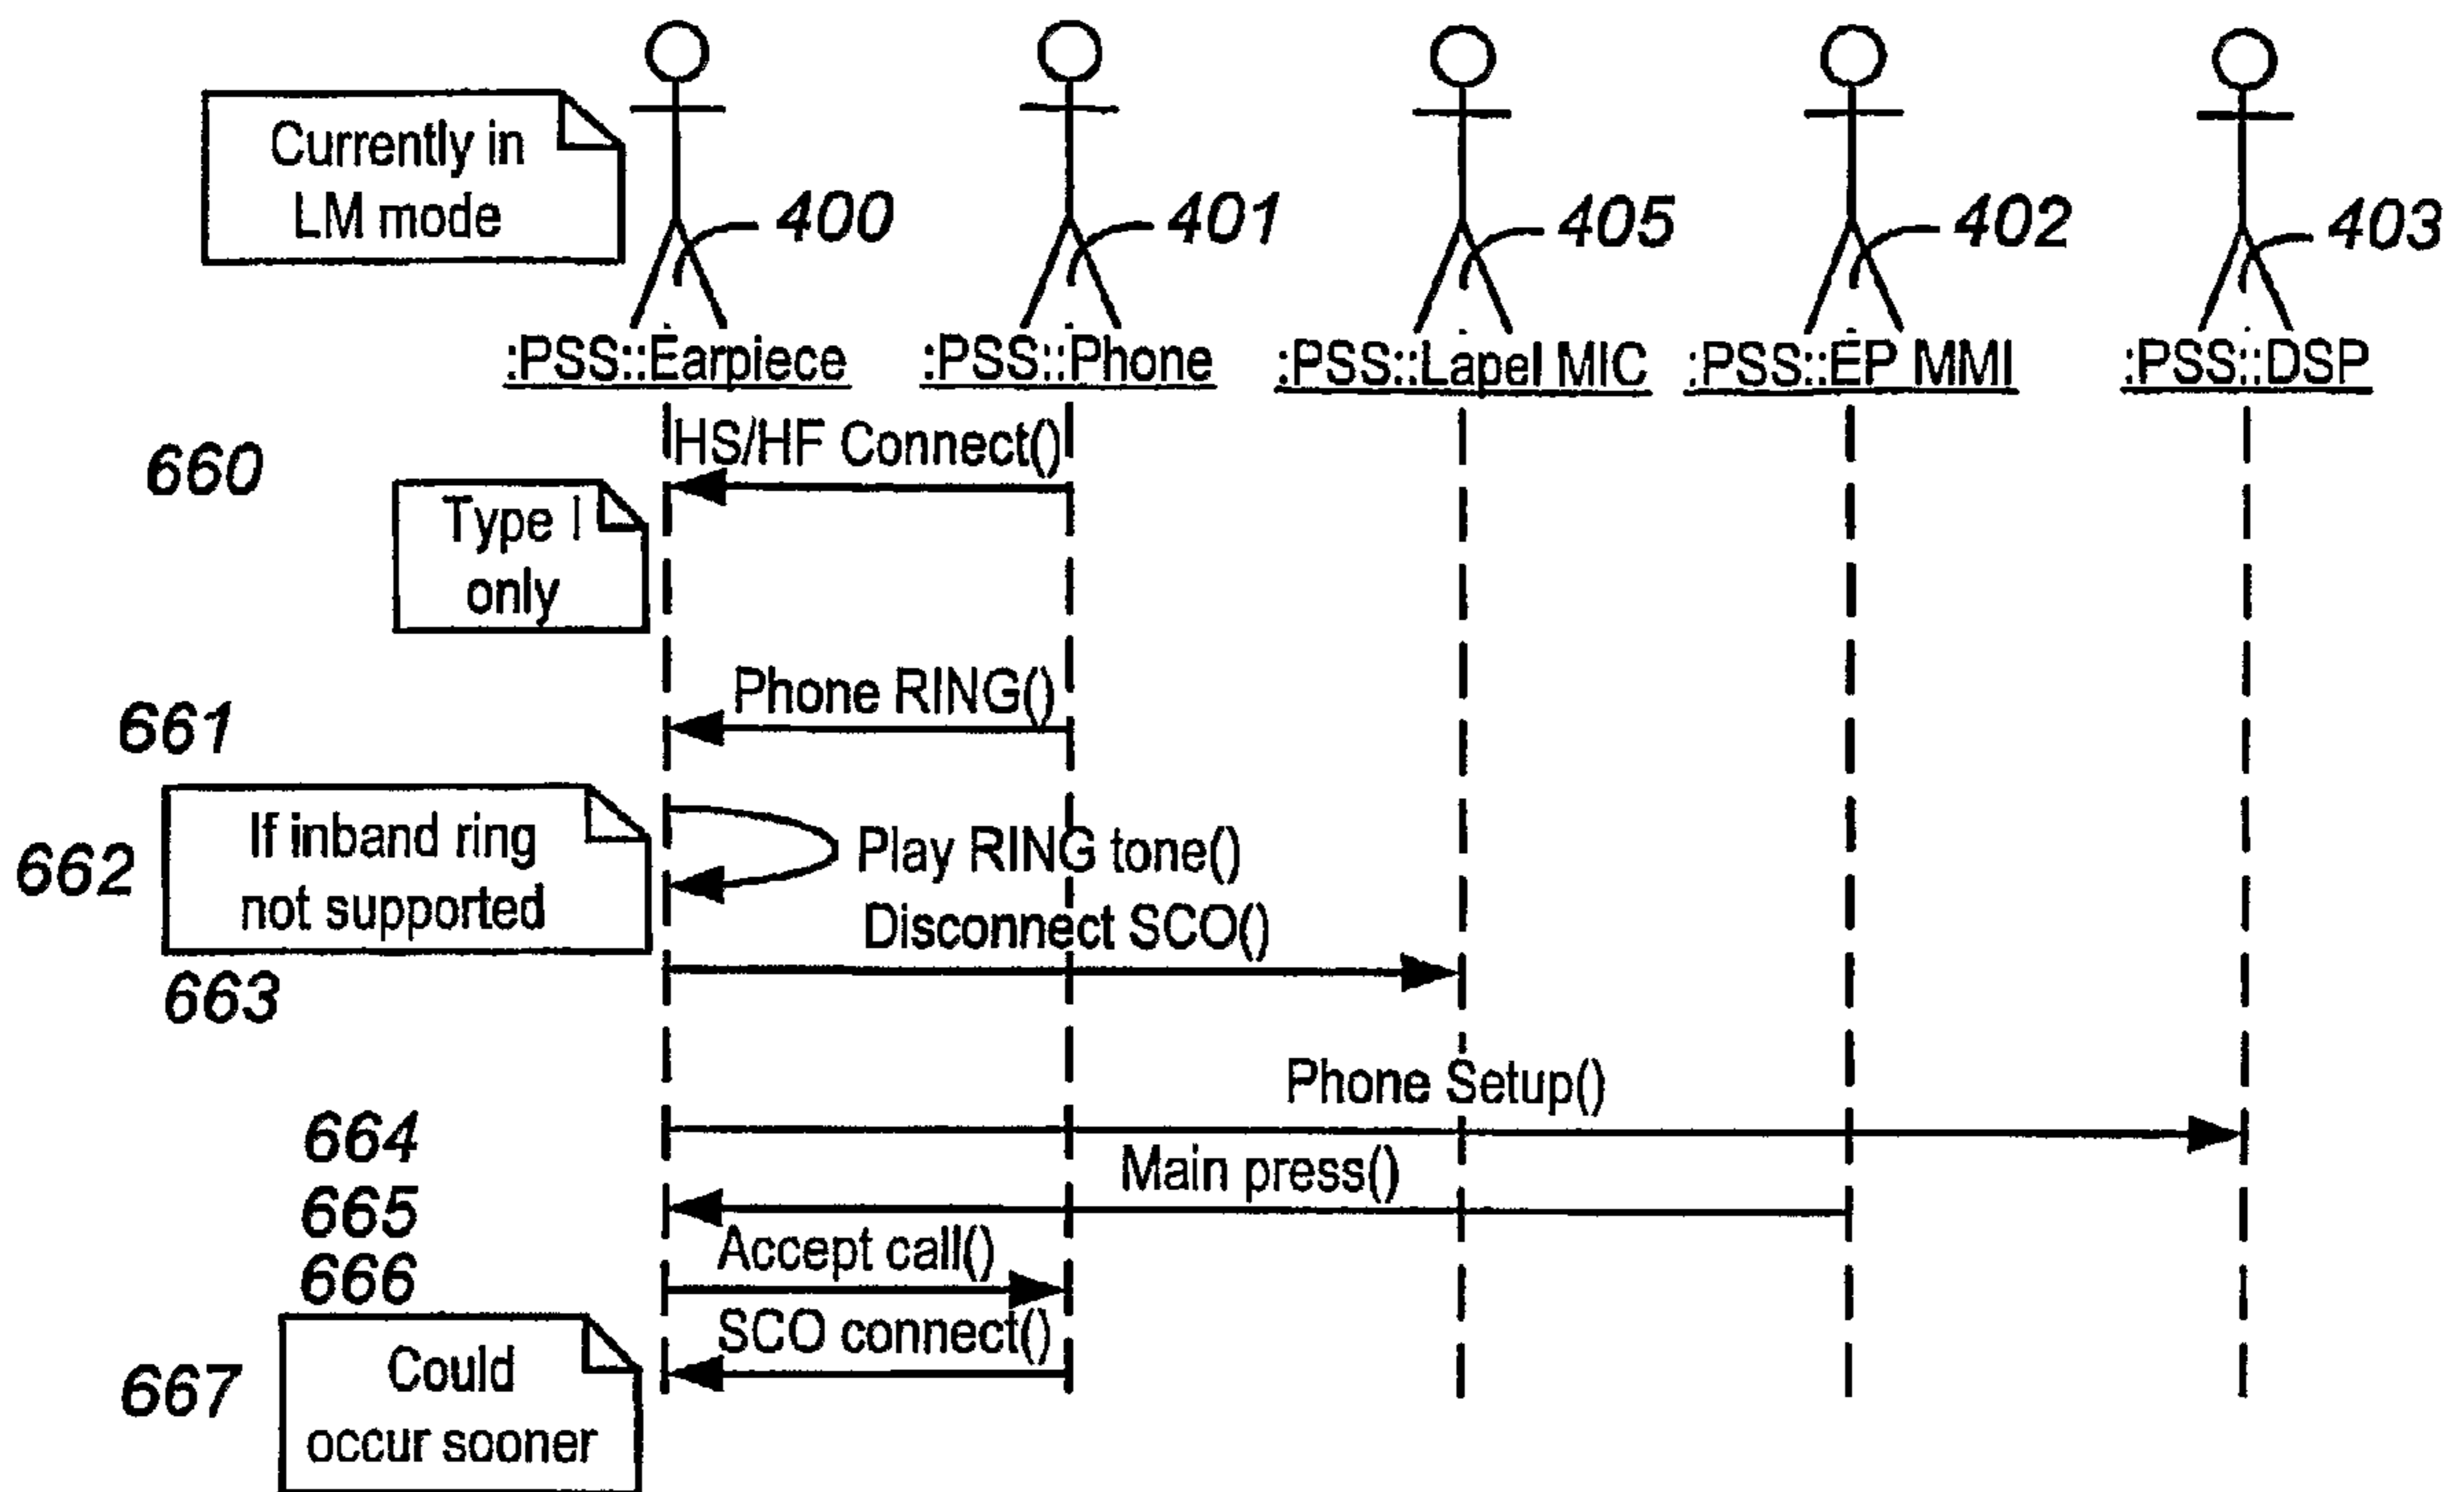 Currently in
LM mode
400
401
405
402
403
:PSS::Earpiece
:PSS::Phone
:PSS::Lapel MIC
:PSS::EP MMI
:PSS::DSP
HS/HF Connect()
660
Type I
only
Phone RING()
661
If inband ring
not supported
662
Play RING tone()
Disconnect SCO()
663
Phone Setup()
664
Main press()
665
Accept call()
666
SCO connect()
667
Could
occur sooner